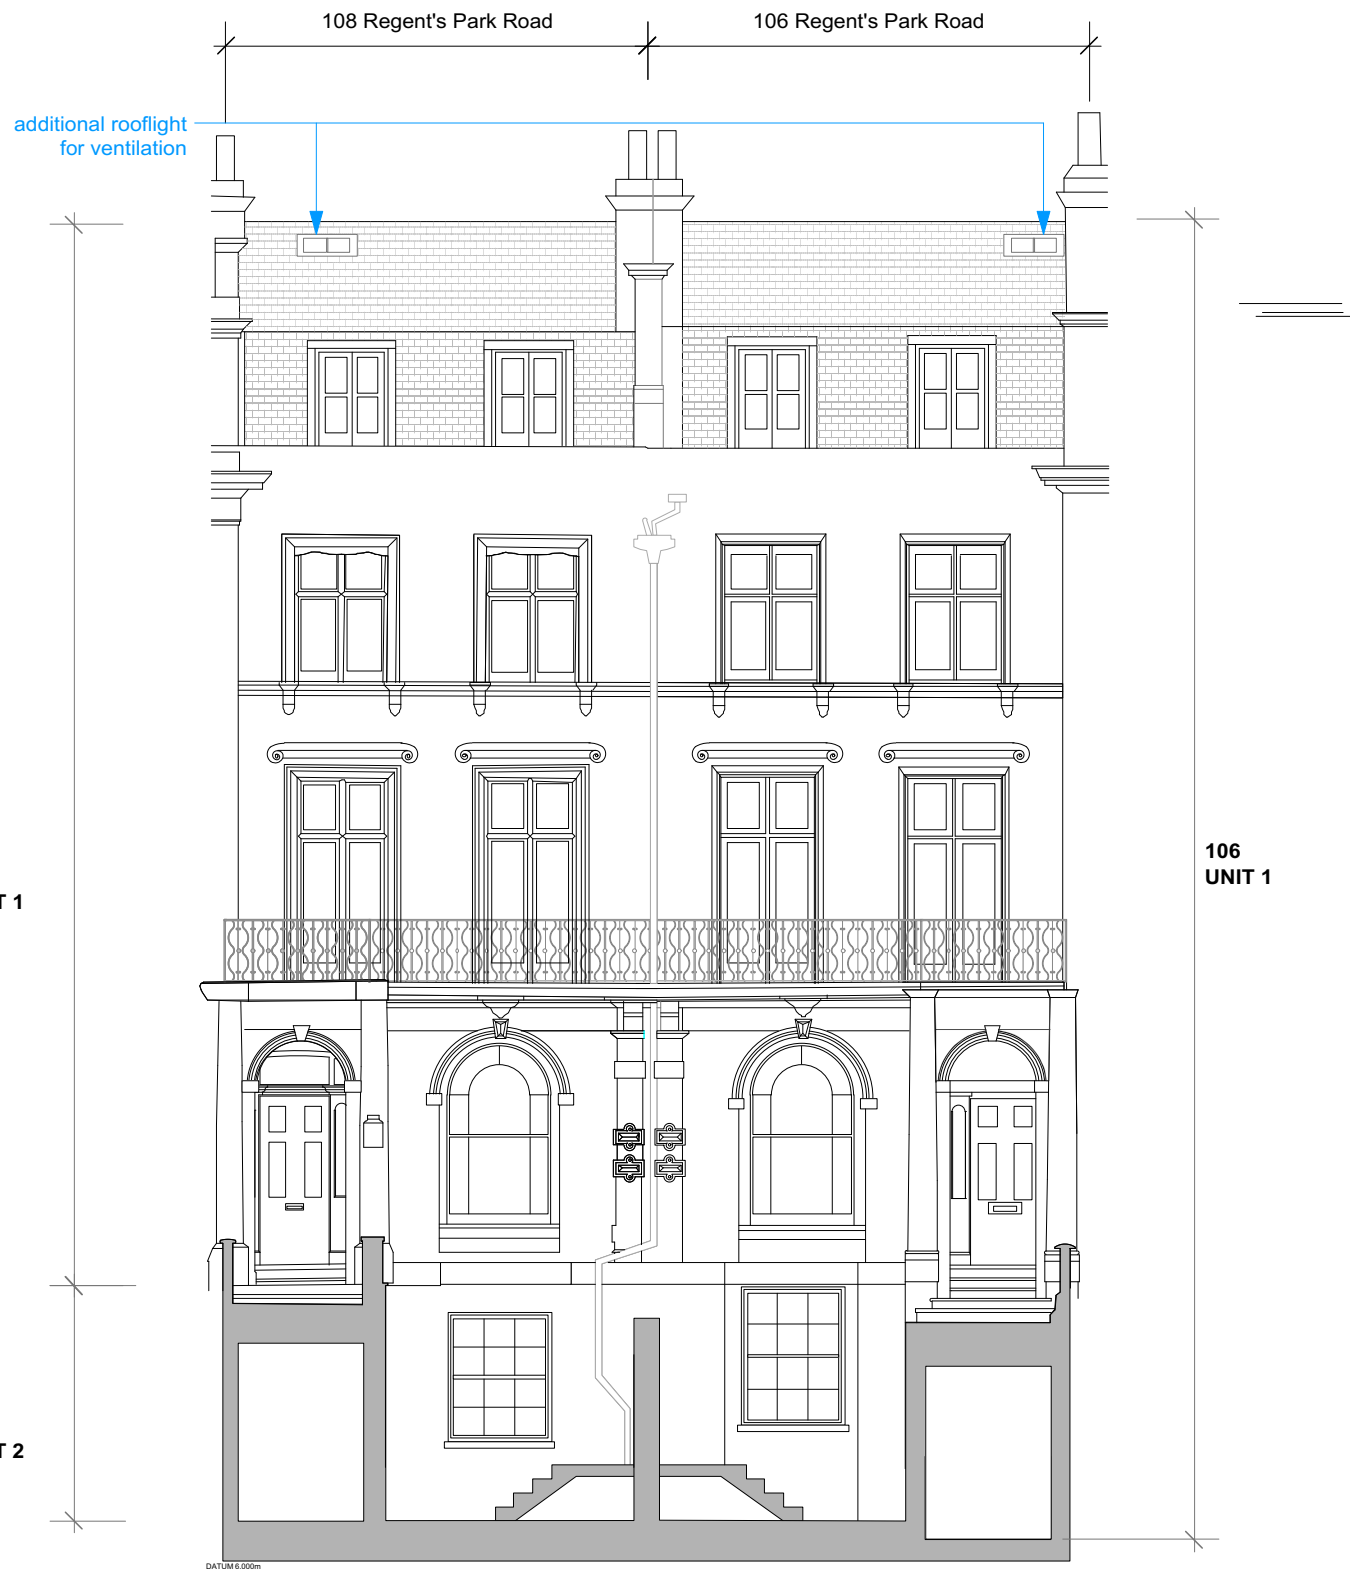 108 Regent's Park Road
106 Regent's Park Road
additional rooflight
for ventilation
106
UNIT 1
T 1
T 2
DATUM 6.000m